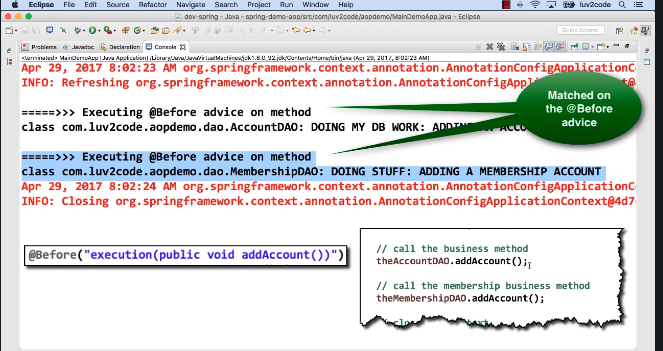 Eclipse File Edit Source Refactor Navigate Search Project Run Window Help luv2code
dev-spring - Java - spring-demo-aop/src/com/luv2code/aopdemo/MainDemoApp.java - Eclipse
Quick Access
Problems Javadoc Declaration Console
<terminated> MainDemoApp [Java Application] /Library/Java/JavaVirtualMachines/jdk1.8.0_92.jdk/Contents/Home/bin/java (Apr 29, 2017, 8:02:23 AM)
Apr 29, 2017 8:02:23 AM org.springframework.context.annotation.AnnotationConfigApplicationC
INFO: Refreshing org.springframework.context.annotation.AnnotationConfigAppl
Matched on
the @Before
advice
=====>>> Executing @Before advice on method
class com.luv2code.aopdemo.dao.AccountDAO: DOING MY DB WORK: ADDING AN ACCOU
=====>>> Executing @Before advice on method
class com.luv2code.aopdemo.dao.MembershipDAO: DOING STUFF: ADDING A MEMBERSHIP ACCOUNT
Apr 29, 2017 8:02:24 AM org.springframework.context.annotation.AnnotationConfigApplicationC
INFO: Closing org.springframework.context.annotation.AnnotationConfigApplicationContext@4d7
@Before("execution(public void addAccount())")
// call the business method
theAccountDAO.addAccount();
// call the membership business method
theMembershipDAO.addAccount();